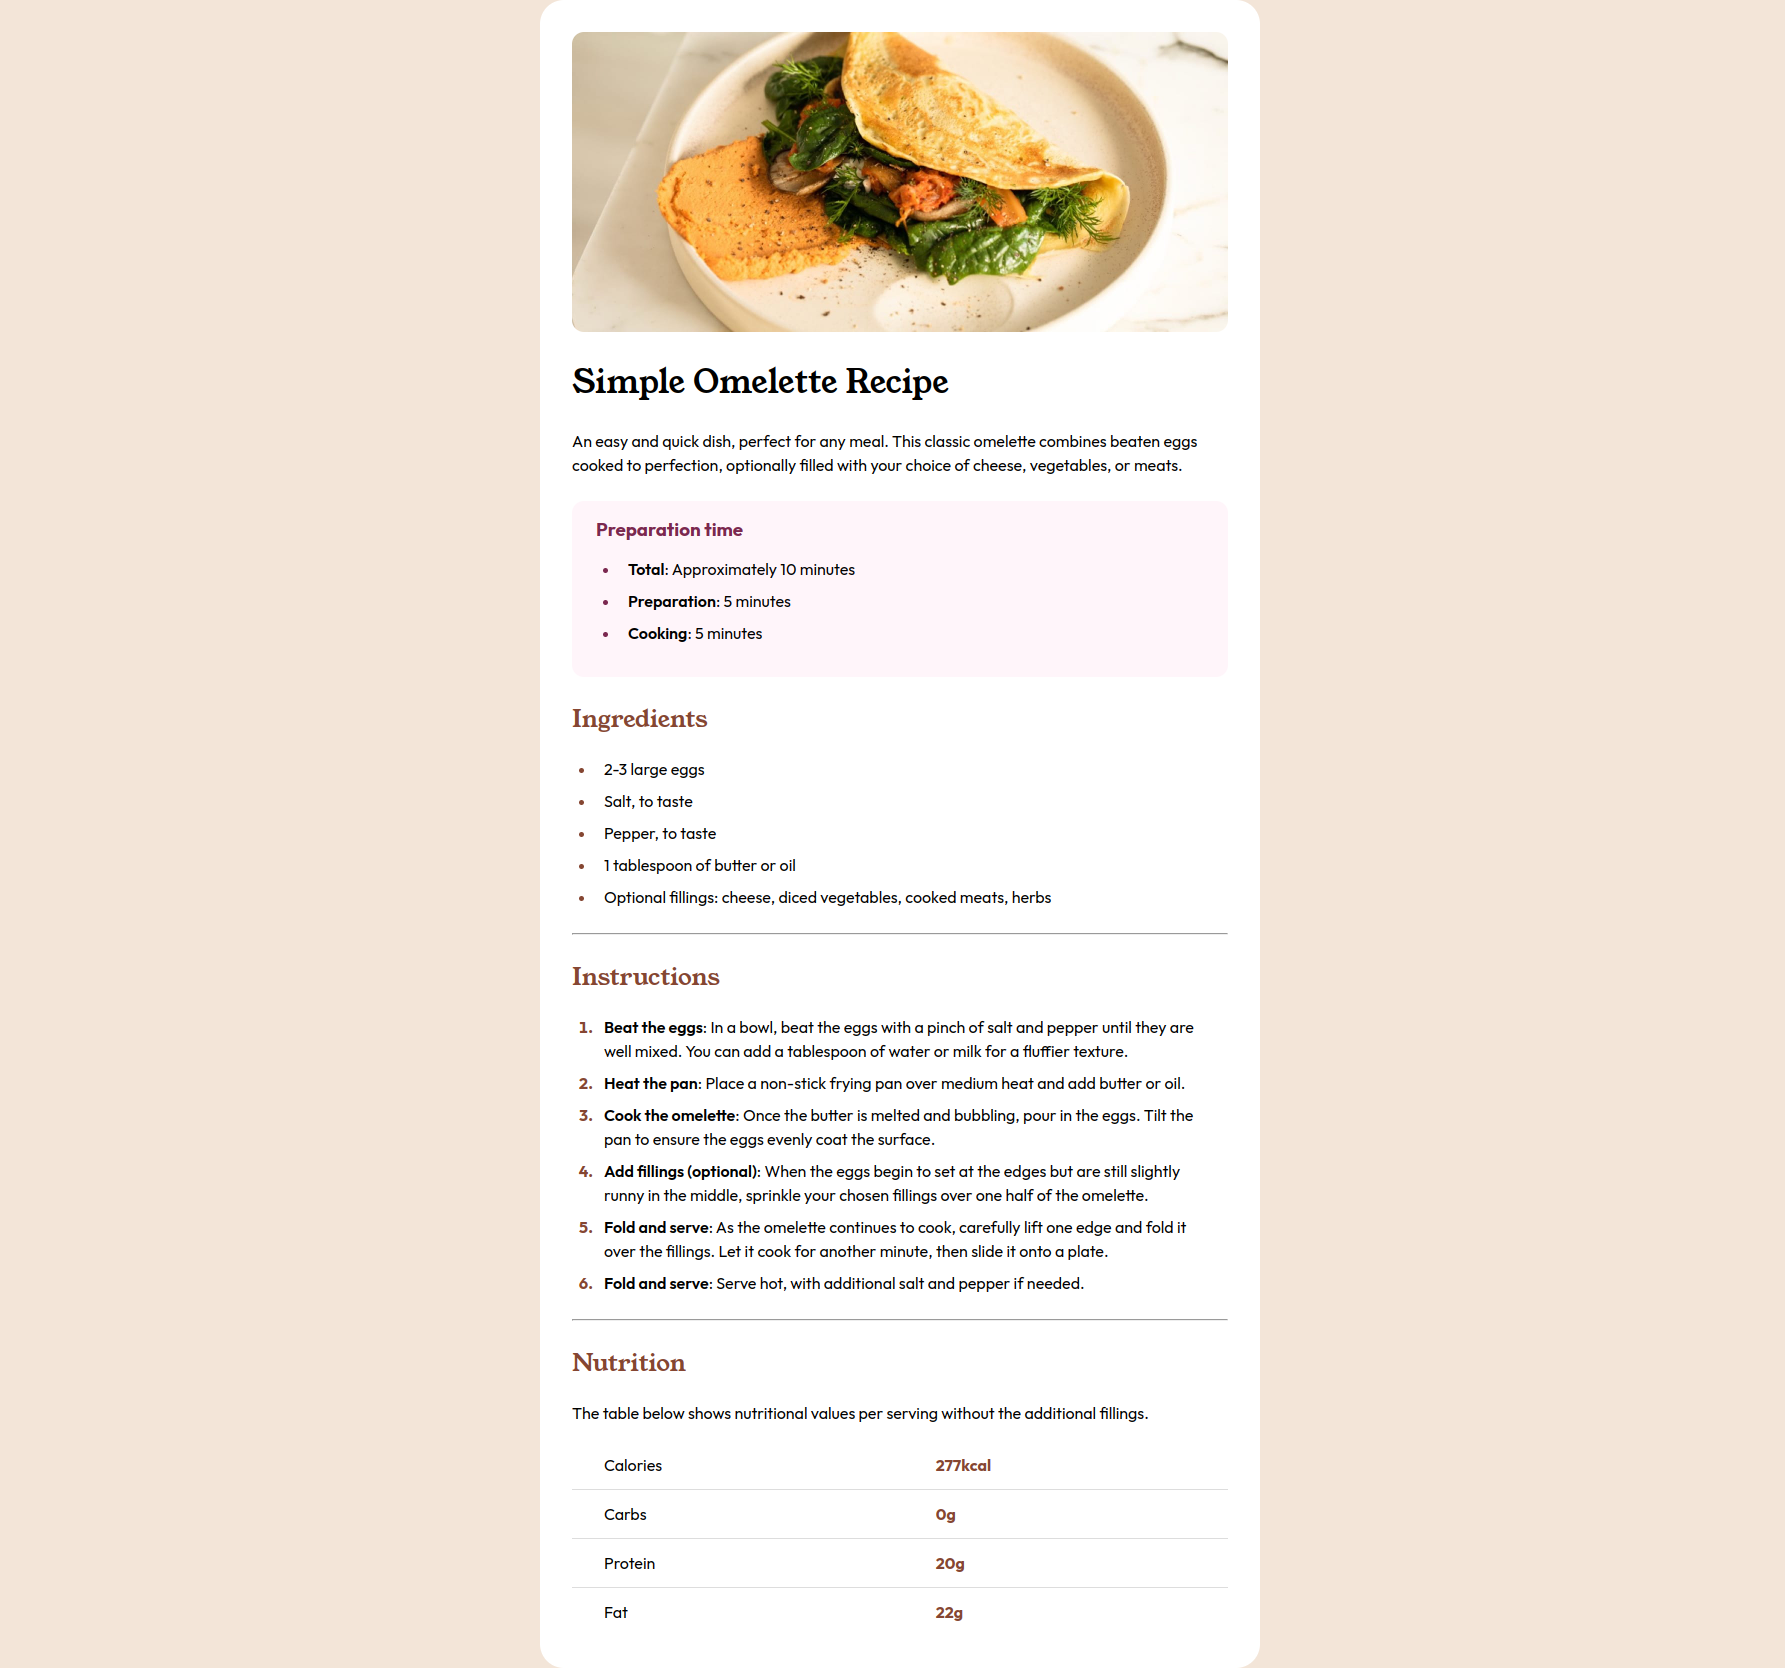 Simple Omelette Recipe
An easy and quick dish, perfect for any meal. This classic omelette combines beaten eggs
cooked to perfection, optionally filled with your choice of cheese, vegetables, or meats.
Preparation time
• Total: Approximately 10 minutes
• Preparation: 5 minutes
• Cooking: 5 minutes
Ingredients
• 2-3 large eggs
• Salt, to taste
• Pepper, to taste
• 1 tablespoon of butter or oil
• Optional fillings: cheese, diced vegetables, cooked meats, herbs
Instructions
1. Beat the eggs: In a bowl, beat the eggs with a pinch of salt and pepper until they are
well mixed. You can add a tablespoon of water or milk for a fluffier texture.
2. Heat the pan: Place a non-stick frying pan over medium heat and add butter or oil.
3. Cook the omelette: Once the butter is melted and bubbling, pour in the eggs. Tilt the
pan to ensure the eggs evenly coat the surface.
4. Add fillings (optional): When the eggs begin to set at the edges but are still slightly
runny in the middle, sprinkle your chosen fillings over one half of the omelette.
5. Fold and serve: As the omelette continues to cook, carefully lift one edge and fold it
over the fillings. Let it cook for another minute, then slide it onto a plate.
6. Fold and serve: Serve hot, with additional salt and pepper if needed.
Nutrition
The table below shows nutritional values per serving without the additional fillings.
Calories 277kcal
Carbs 0g
Protein 20g
Fat 22g